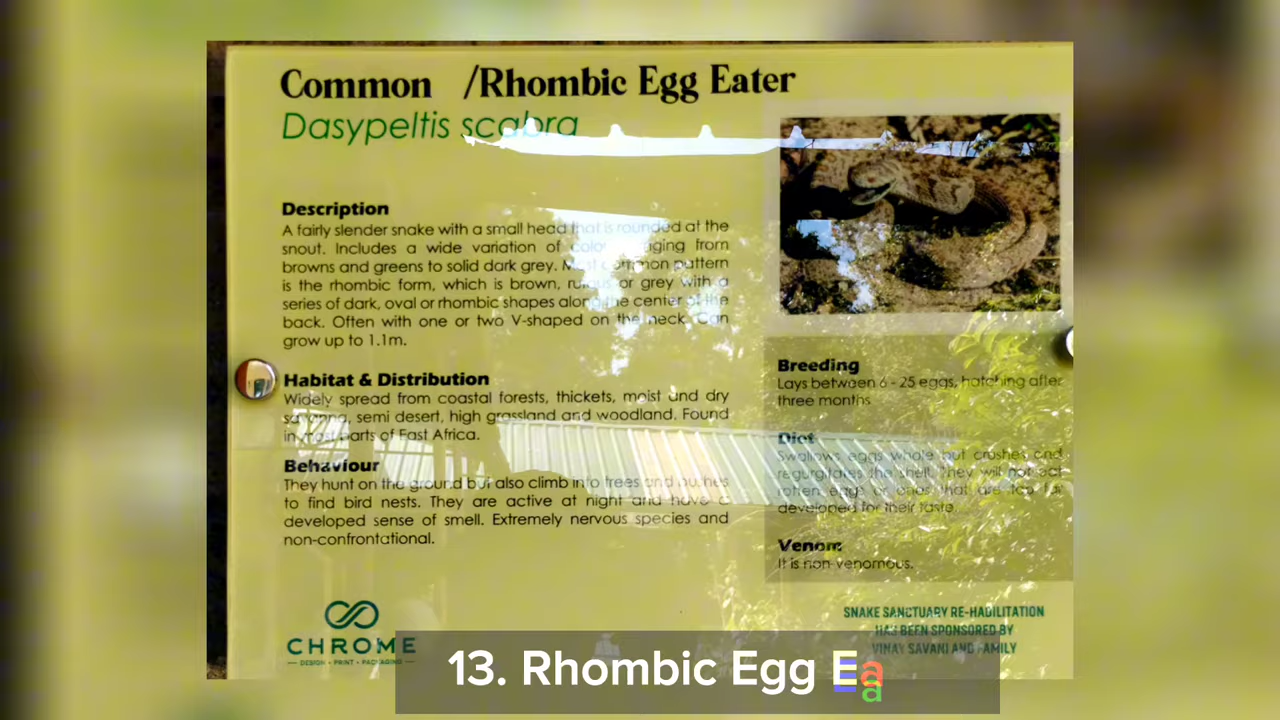 Common /Rhombic Egg Eater
Dasypeltis scabra
Description
A fairly slender snake with a small head that is rounded at the
snout. Includes a wide variation of colour ranging from
browns and greens to solid dark grey. Most common pattern
is the rhombic form, which is brown, rufous or grey with a
series of dark, oval or rhombic shapes along the center of the
back. Often with one or two V-shaped on the neck. Can
grow up to 1.1m.
Habitat & Distribution
Widely spread from coastal forests, thickets, moist and dry
savanna, semi desert, high grassland and woodland. Found
in most parts of East Africa.
Behaviour
They hunt on the ground but also climb into trees and bushes
to find bird nests. They are active at night and have a
developed sense of smell. Extremely nervous species and
non-confrontational.
Breeding
Lays between 6 - 25 eggs, hatching after
three months
Diet
Swallows eggs whole but crushes and
regurgitates the shell. They will not eat
rotten eggs or ones that are too far
developed for their taste.
Venom
It is non-venomous.
CHROME
DESIGN • PRINT • PACKAGING
SNAKE SANCTUARY RE-HABILITATION
HAS BEEN SPONSORED BY
VINAY SAVANI AND FAMILY
13. Rhombic Egg Ea